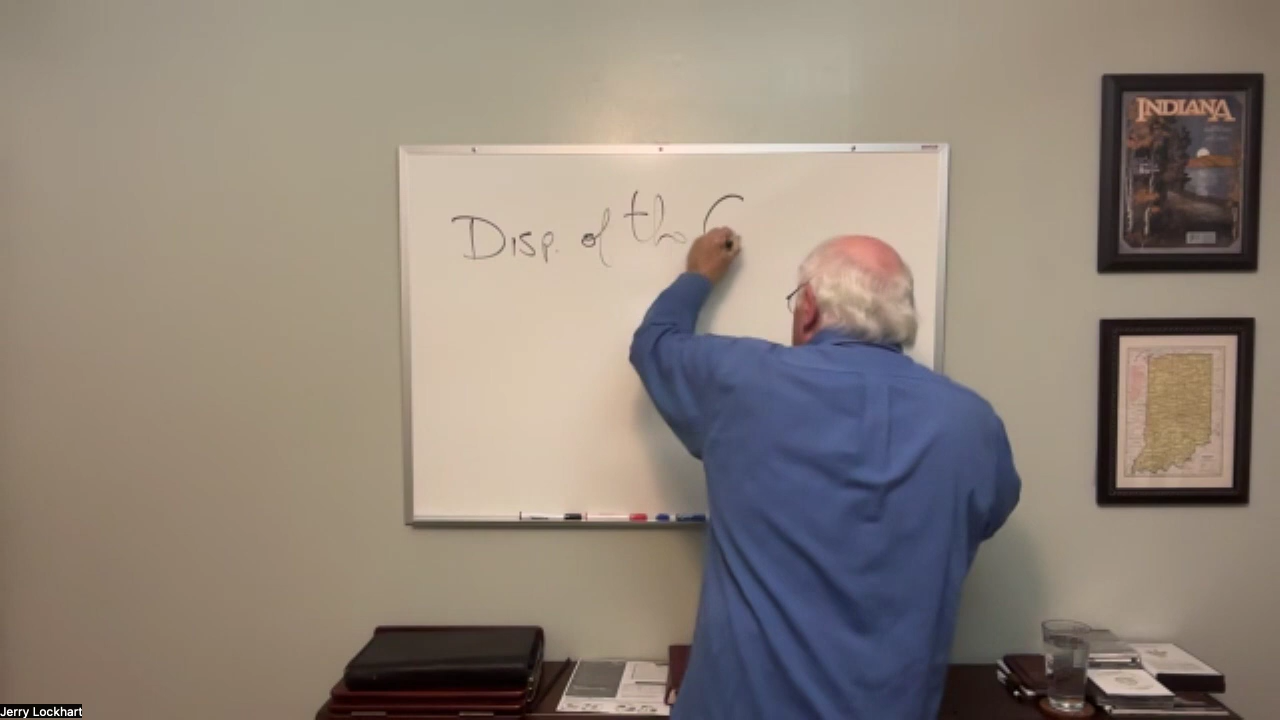 Disp. of the
INDIANA
Jerry Lockhart